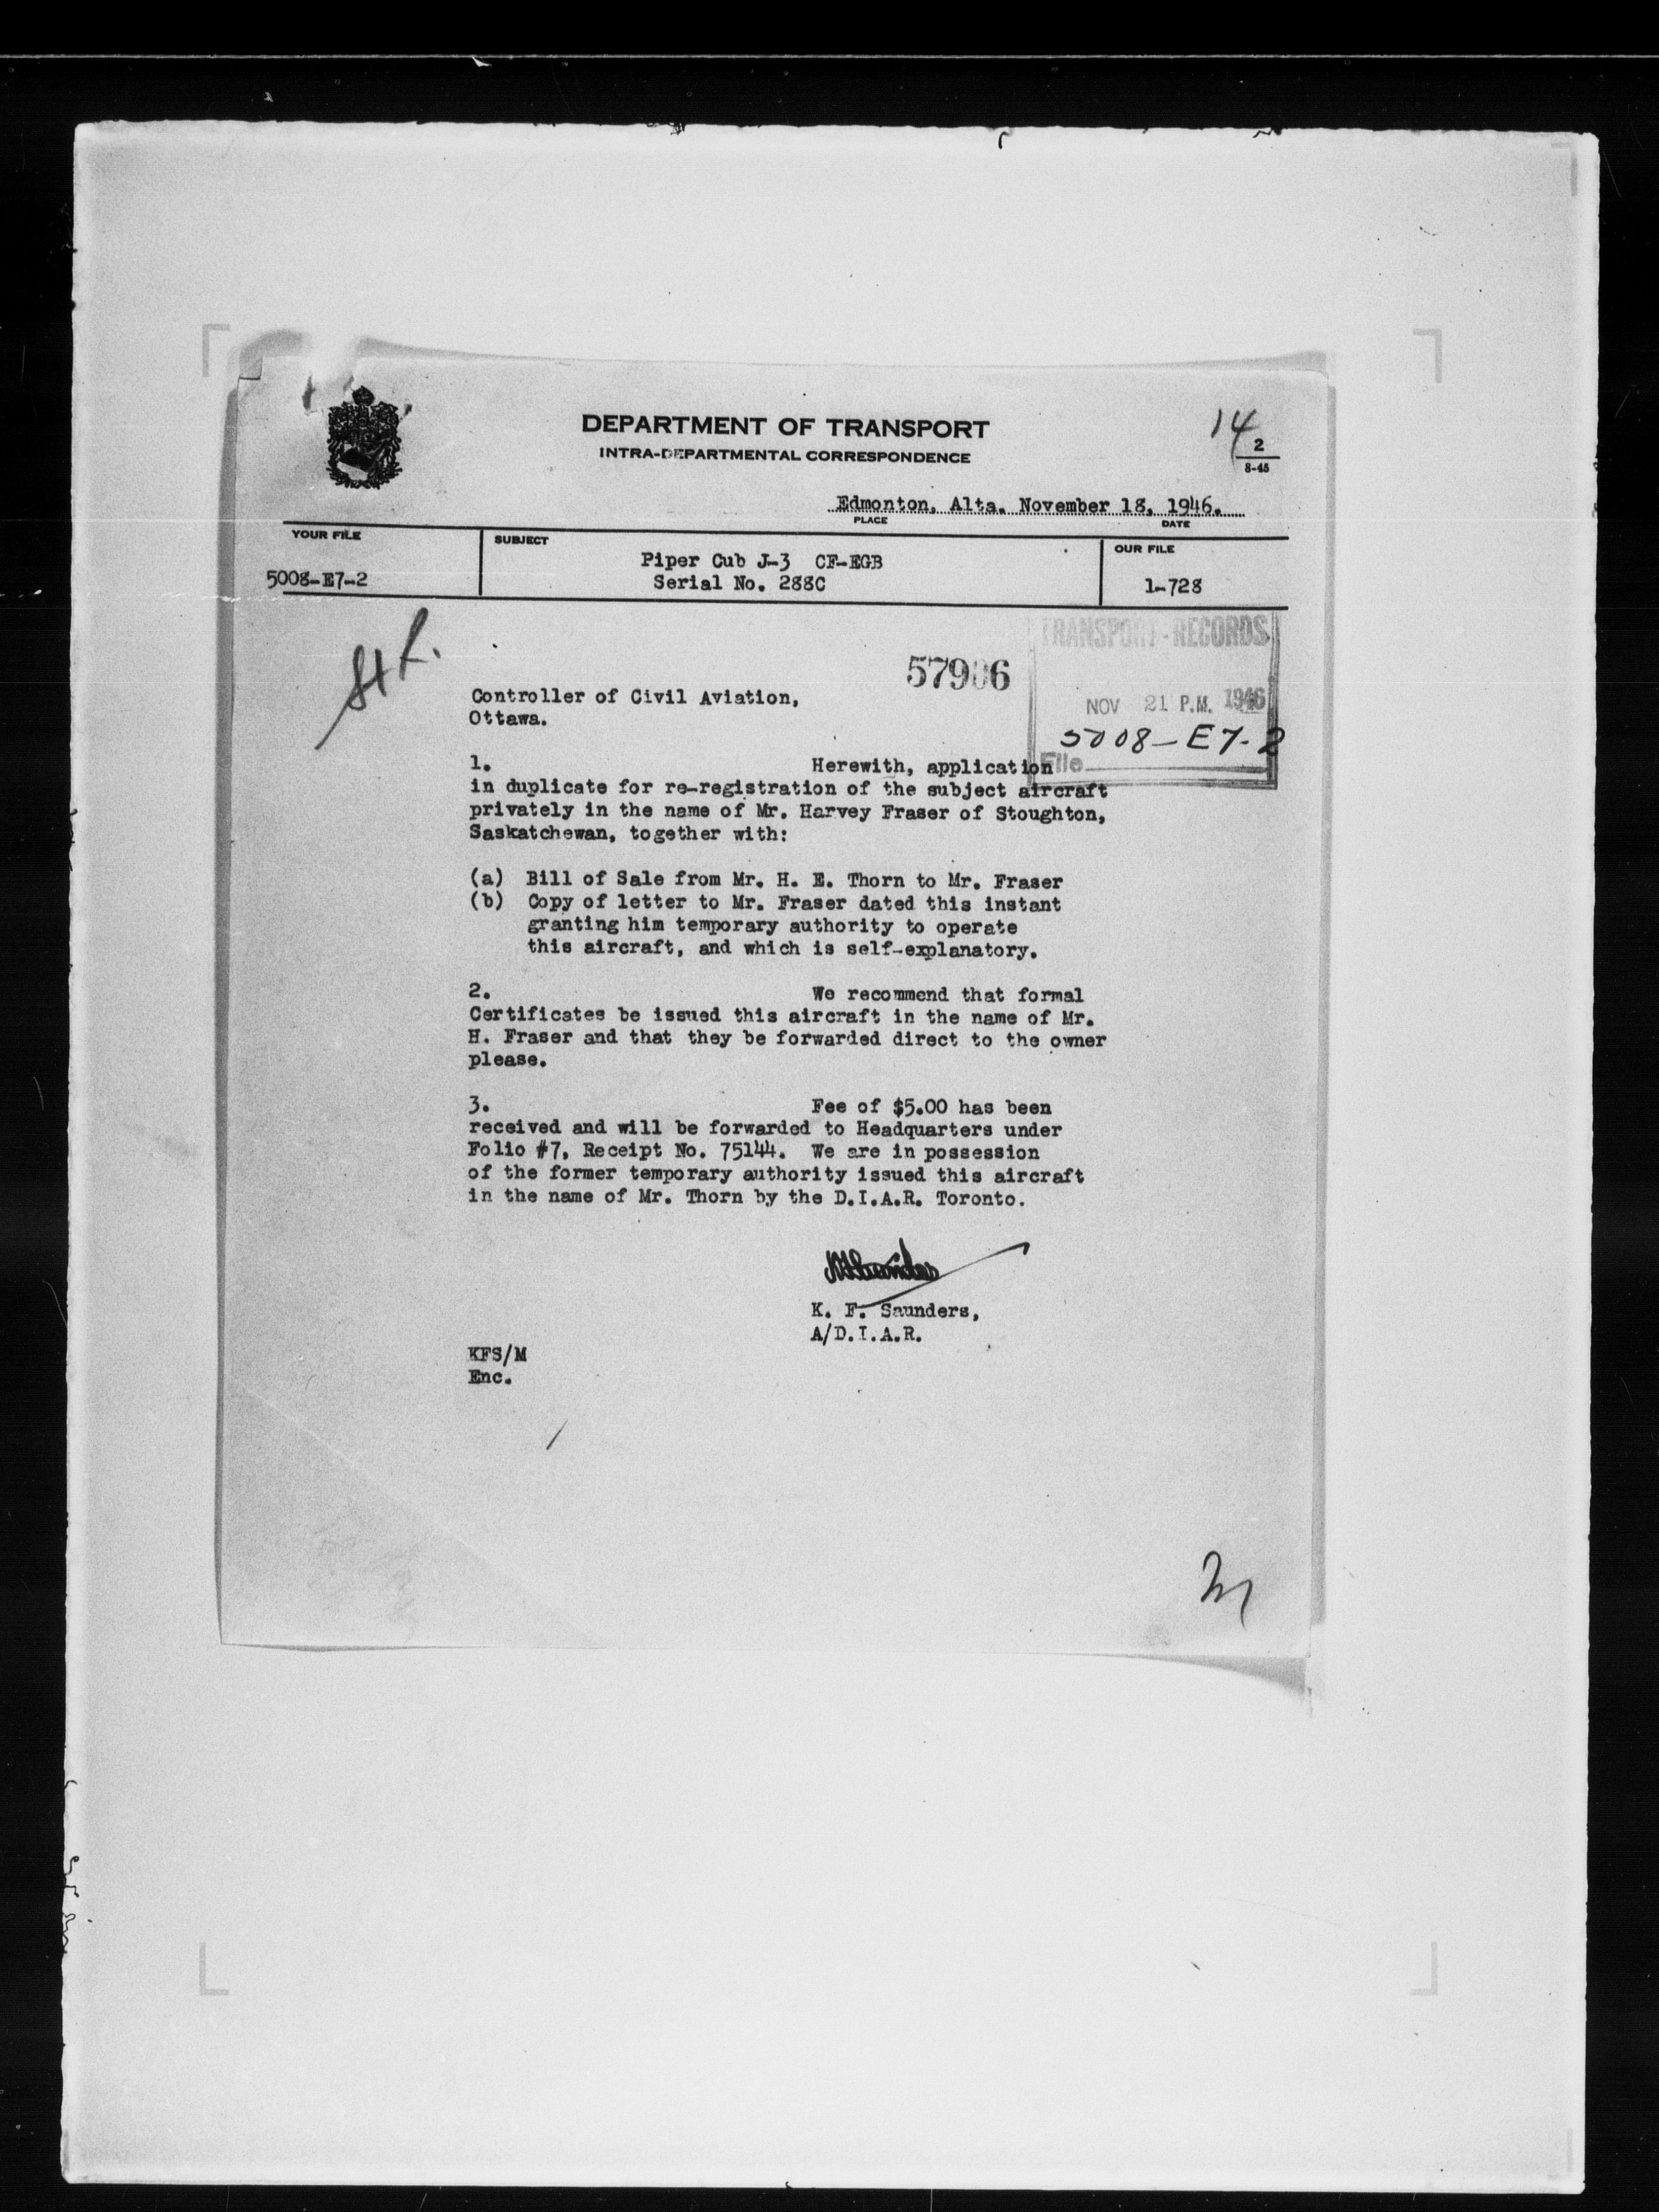 DEPARTMENT OF TRANSPORT
INTRA-DEPARTMENTAL CORRESPONDENCE
14
2
8-45
Edmonton, Alta. November 18, 1946.
PLACE DATE
YOUR FILE SUBJECT OUR FILE
Piper Cub J-3 CF-EGB
5008-E7-2 Serial No. 288C 1-728
TRANSPORT - RECORDS
NOV 21 P.M. 1946
5008-E7-2
File
Controller of Civil Aviation,
Ottawa.
1. Herewith, application
in duplicate for re-registration of the subject aircraft
privately in the name of Mr. Harvey Fraser of Stoughton,
Saskatchewan, together with:
(a) Bill of Sale from Mr. H. E. Thorn to Mr. Fraser
(b) Copy of letter to Mr. Fraser dated this instant
granting him temporary authority to operate
this aircraft, and which is self-explanatory.
2. We recommend that formal
Certificates be issued this aircraft in the name of Mr.
H. Fraser and that they be forwarded direct to the owner
please.
3. Fee of $5.00 has been
received and will be forwarded to Headquarters under
Folio #7, Receipt No. 75144. We are in possession
of the former temporary authority issued this aircraft
in the name of Mr. Thorn by the D.I.A.R. Toronto.
K. F. Saunders,
A/D.I.A.R.
KFS/M
Enc.